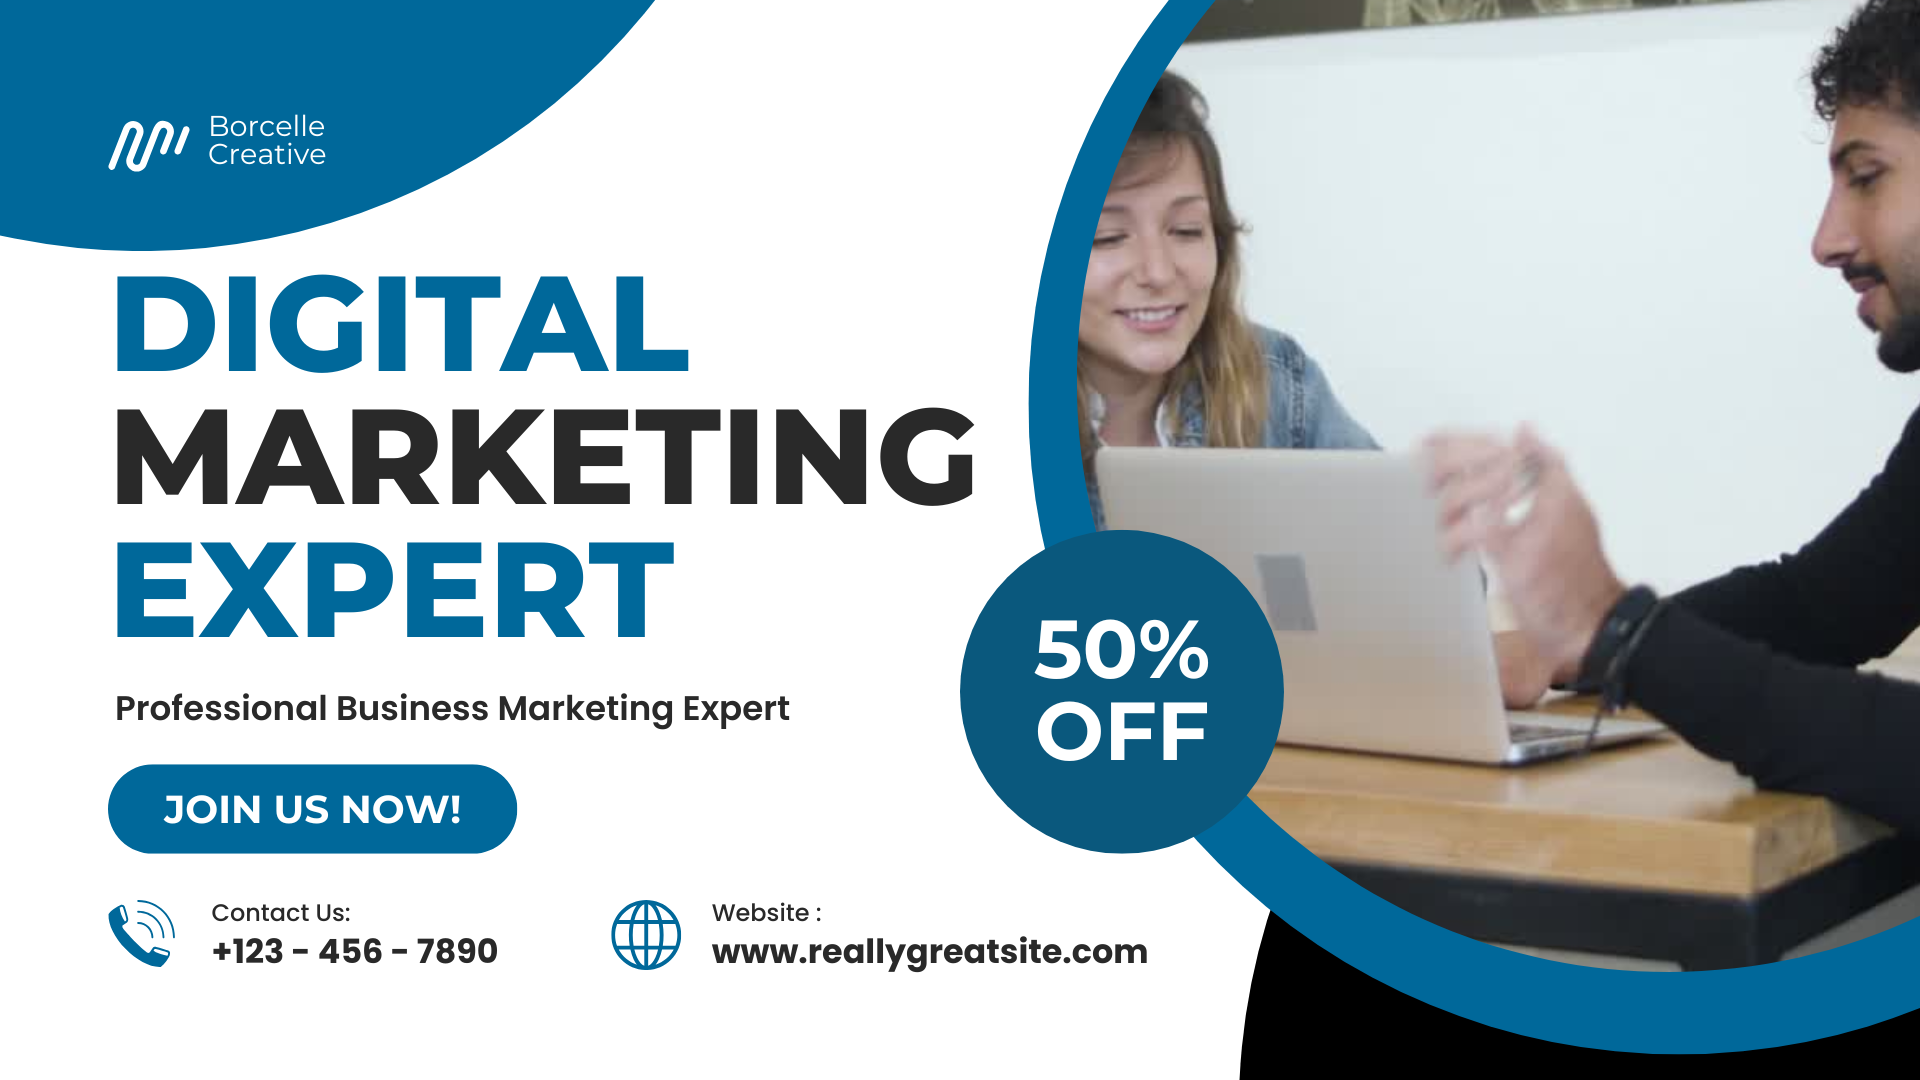 Borcelle
Creative
DIGITAL
MARKETING
EXPERT
Professional Business Marketing Expert
JOIN US NOW!
50%
OFF
Contact Us:
+123 - 456 - 7890
Website :
www.reallygreatsite.com